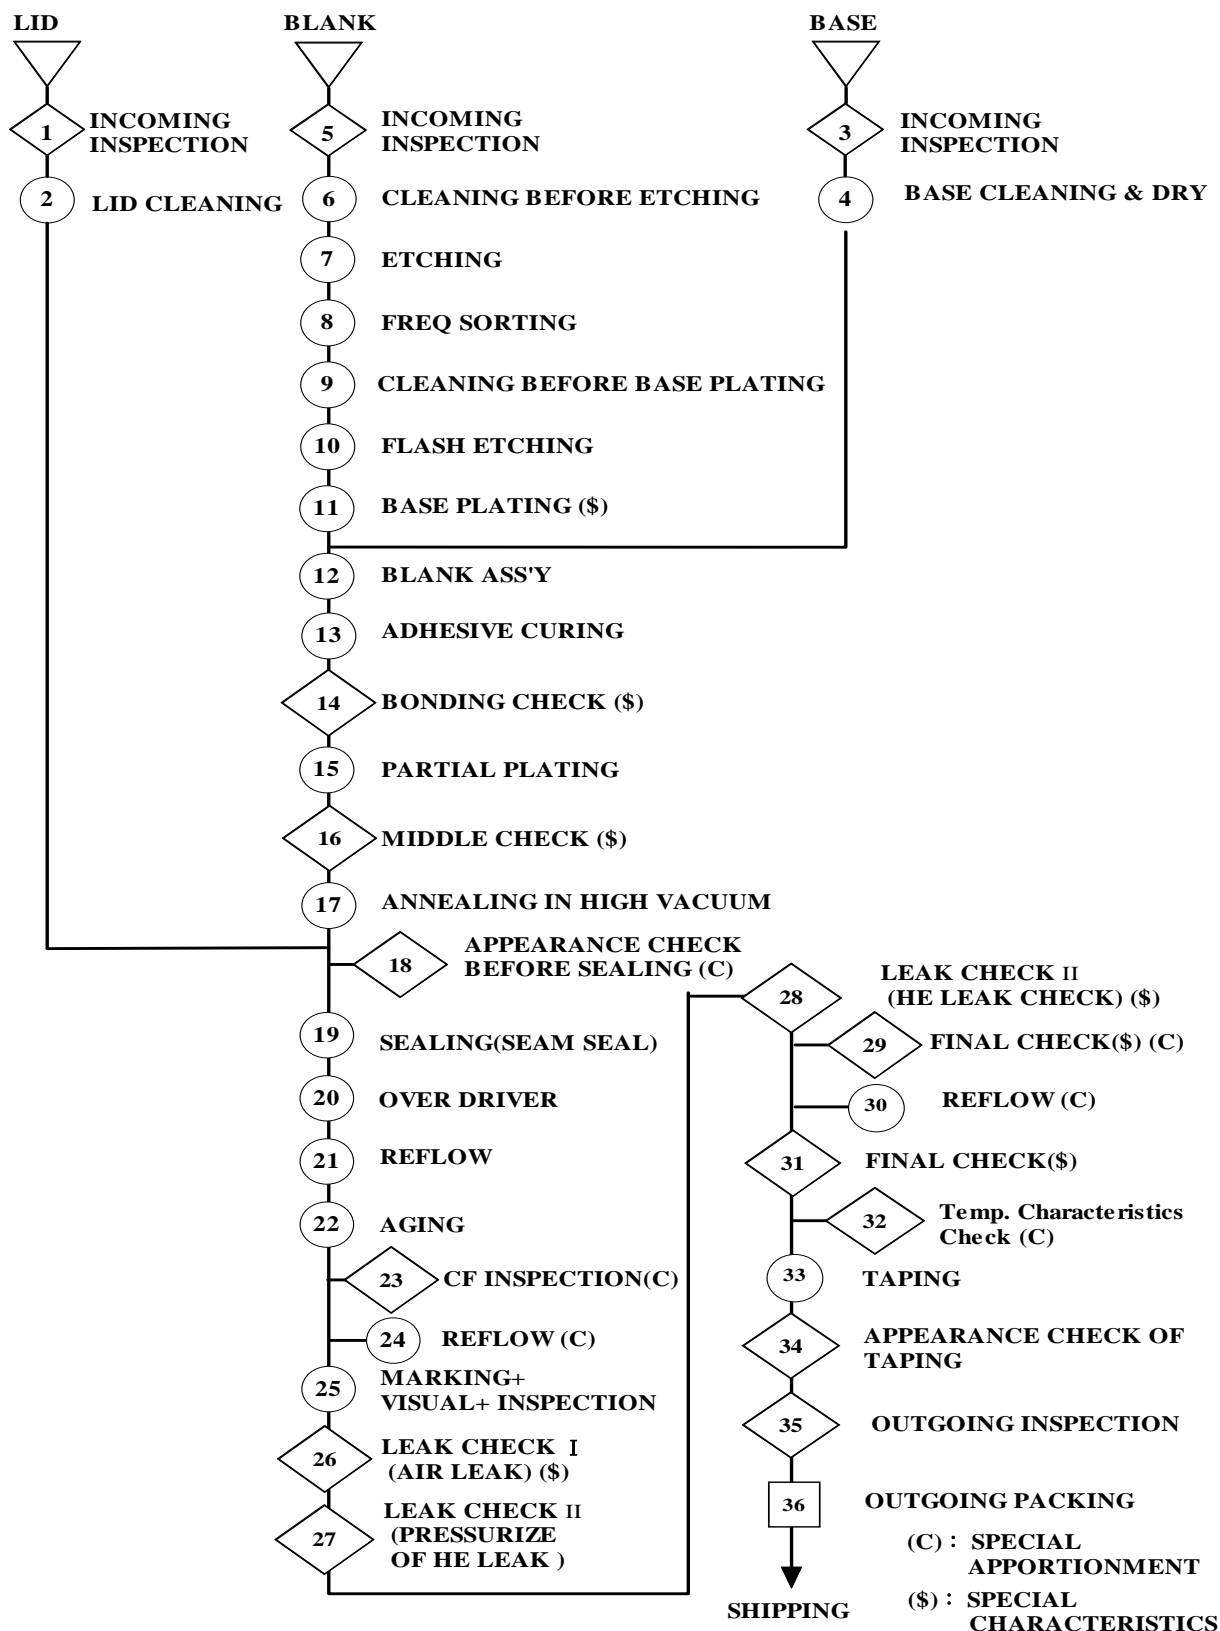 LID
BLANK
BASE
1
INCOMING
INSPECTION
5
INCOMING
INSPECTION
3
INCOMING
INSPECTION
2
LID CLEANING
6
CLEANING BEFORE ETCHING
4
BASE CLEANING & DRY
7
ETCHING
8
FREQ SORTING
9
CLEANING BEFORE BASE PLATING
10
FLASH ETCHING
11
BASE PLATING ($)
12
BLANK ASS'Y
13
ADHESIVE CURING
14
BONDING CHECK ($)
15
PARTIAL PLATING
16
MIDDLE CHECK ($)
17
ANNEALING IN HIGH VACUUM
18
APPEARANCE CHECK
BEFORE SEALING (C)
19
SEALING(SEAM SEAL)
20
OVER DRIVER
21
REFLOW
22
AGING
23
CF INSPECTION(C)
24
REFLOW (C)
25
MARKING+
VISUAL+ INSPECTION
26
LEAK CHECK I
(AIR LEAK) ($)
27
LEAK CHECK II
(PRESSURIZE
OF HE LEAK )
28
LEAK CHECK II
(HE LEAK CHECK) ($)
29
FINAL CHECK($) (C)
30
REFLOW (C)
31
FINAL CHECK($)
32
Temp. Characteristics
Check (C)
33
TAPING
34
APPEARANCE CHECK OF
TAPING
35
OUTGOING INSPECTION
36
OUTGOING PACKING
SHIPPING
(C) : SPECIAL
APPORTIONMENT
($) : SPECIAL
CHARACTERISTICS